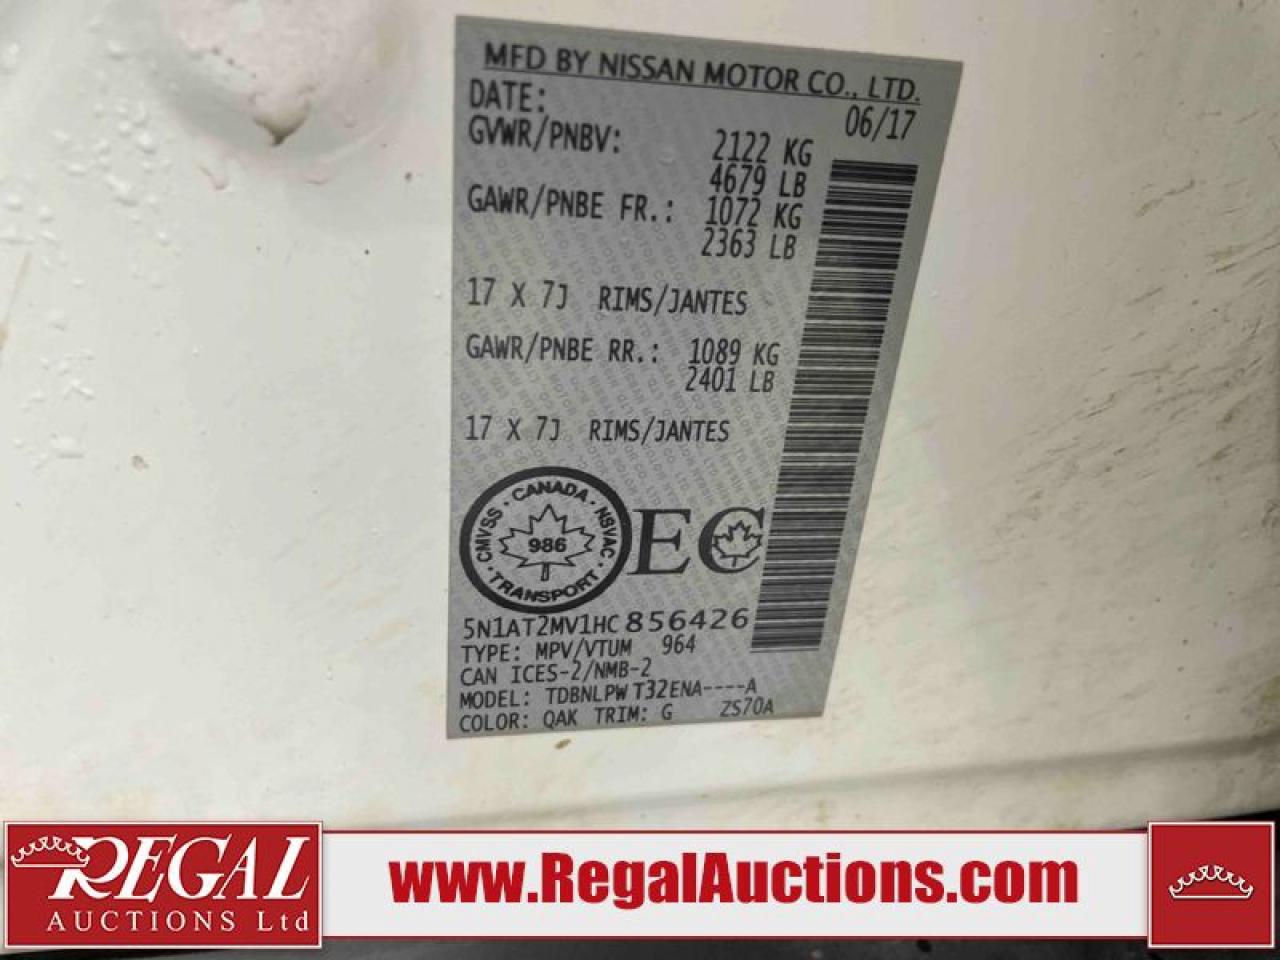 MFD BY NISSAN MOTOR CO., LTD.
DATE: 06/17
GVWR/PNBV: 2122 KG
4679 LB
GAWR/PNBE FR.: 1072 KG
2363 LB
17 X 7J RIMS/JANTES
GAWR/PNBE RR.: 1089 KG
2401 LB
17 X 7J RIMS/JANTES
CANADA · NSVAC · TRANSPORT · CMVSS
986
EC
5N1AT2MV1HC856426
TYPE: MPV/VTUM 964
CAN ICES-2/NMB-2
MODEL: TDBNLPW T32ENA----A
COLOR: QAK TRIM: G ZS70A
REGAL
AUCTIONS Ltd
www.RegalAuctions.com